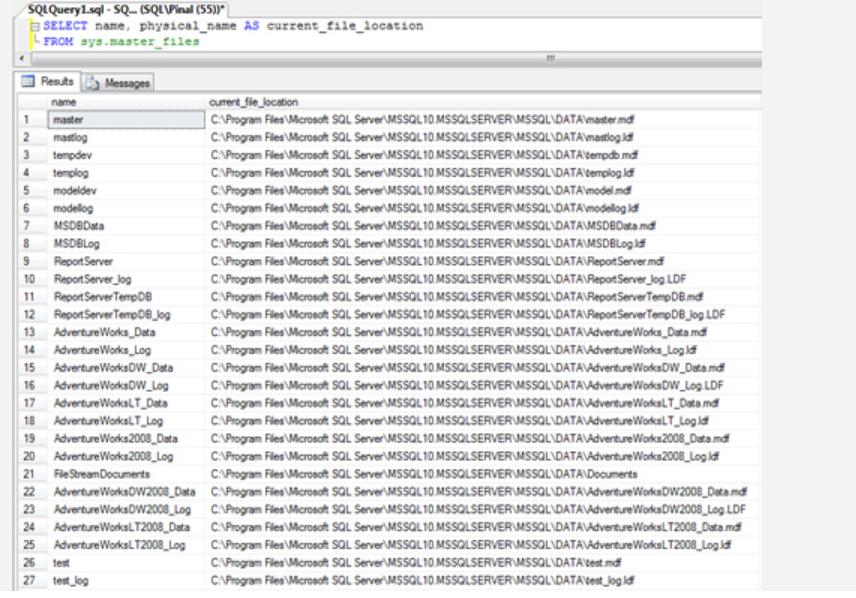 SQLQuery1.sql - SQ... (SQL\Pinal (55))*
SELECT name, physical_name AS current_file_location
FROM sys.master_files
Results Messages
name current_file_location
1 master C:\Program Files\Microsoft SQL Server\MSSQL10.MSSQLSERVER\MSSQL\DATA\master.mdf
2 mastlog C:\Program Files\Microsoft SQL Server\MSSQL10.MSSQLSERVER\MSSQL\DATA\mastlog.ldf
3 tempdev C:\Program Files\Microsoft SQL Server\MSSQL10.MSSQLSERVER\MSSQL\DATA\tempdb.mdf
4 templog C:\Program Files\Microsoft SQL Server\MSSQL10.MSSQLSERVER\MSSQL\DATA\templog.ldf
5 modeldev C:\Program Files\Microsoft SQL Server\MSSQL10.MSSQLSERVER\MSSQL\DATA\model.mdf
6 modellog C:\Program Files\Microsoft SQL Server\MSSQL10.MSSQLSERVER\MSSQL\DATA\modellog.ldf
7 MSDBData C:\Program Files\Microsoft SQL Server\MSSQL10.MSSQLSERVER\MSSQL\DATA\MSDBData.mdf
8 MSDBLog C:\Program Files\Microsoft SQL Server\MSSQL10.MSSQLSERVER\MSSQL\DATA\MSDBLog.ldf
9 ReportServer C:\Program Files\Microsoft SQL Server\MSSQL10.MSSQLSERVER\MSSQL\DATA\ReportServer.mdf
10 ReportServer_log C:\Program Files\Microsoft SQL Server\MSSQL10.MSSQLSERVER\MSSQL\DATA\ReportServer_log.LDF
11 ReportServerTempDB C:\Program Files\Microsoft SQL Server\MSSQL10.MSSQLSERVER\MSSQL\DATA\ReportServerTempDB.mdf
12 ReportServerTempDB_log C:\Program Files\Microsoft SQL Server\MSSQL10.MSSQLSERVER\MSSQL\DATA\ReportServerTempDB_log.LDF
13 AdventureWorks_Data C:\Program Files\Microsoft SQL Server\MSSQL10.MSSQLSERVER\MSSQL\DATA\AdventureWorks_Data.mdf
14 AdventureWorks_Log C:\Program Files\Microsoft SQL Server\MSSQL10.MSSQLSERVER\MSSQL\DATA\AdventureWorks_Log.ldf
15 AdventureWorksDW_Data C:\Program Files\Microsoft SQL Server\MSSQL10.MSSQLSERVER\MSSQL\DATA\AdventureWorksDW_Data.mdf
16 AdventureWorksDW_Log C:\Program Files\Microsoft SQL Server\MSSQL10.MSSQLSERVER\MSSQL\DATA\AdventureWorksDW_Log.LDF
17 AdventureWorksLT_Data C:\Program Files\Microsoft SQL Server\MSSQL10.MSSQLSERVER\MSSQL\DATA\AdventureWorksLT_Data.mdf
18 AdventureWorksLT_Log C:\Program Files\Microsoft SQL Server\MSSQL10.MSSQLSERVER\MSSQL\DATA\AdventureWorksLT_Log.ldf
19 AdventureWorks2008_Data C:\Program Files\Microsoft SQL Server\MSSQL10.MSSQLSERVER\MSSQL\DATA\AdventureWorks2008_Data.mdf
20 AdventureWorks2008_Log C:\Program Files\Microsoft SQL Server\MSSQL10.MSSQLSERVER\MSSQL\DATA\AdventureWorks2008_Log.ldf
21 FileStreamDocuments C:\Program Files\Microsoft SQL Server\MSSQL10.MSSQLSERVER\MSSQL\DATA\Documents
22 AdventureWorksDW2008_Data C:\Program Files\Microsoft SQL Server\MSSQL10.MSSQLSERVER\MSSQL\DATA\AdventureWorksDW2008_Data.mdf
23 AdventureWorksDW2008_Log C:\Program Files\Microsoft SQL Server\MSSQL10.MSSQLSERVER\MSSQL\DATA\AdventureWorksDW2008_Log.LDF
24 AdventureWorksLT2008_Data C:\Program Files\Microsoft SQL Server\MSSQL10.MSSQLSERVER\MSSQL\DATA\AdventureWorksLT2008_Data.mdf
25 AdventureWorksLT2008_Log C:\Program Files\Microsoft SQL Server\MSSQL10.MSSQLSERVER\MSSQL\DATA\AdventureWorksLT2008_Log.ldf
26 test C:\Program Files\Microsoft SQL Server\MSSQL10.MSSQLSERVER\MSSQL\DATA\test.mdf
27 test_log C:\Program Files\Microsoft SQL Server\MSSQL10.MSSQLSERVER\MSSQL\DATA\test_log.ldf